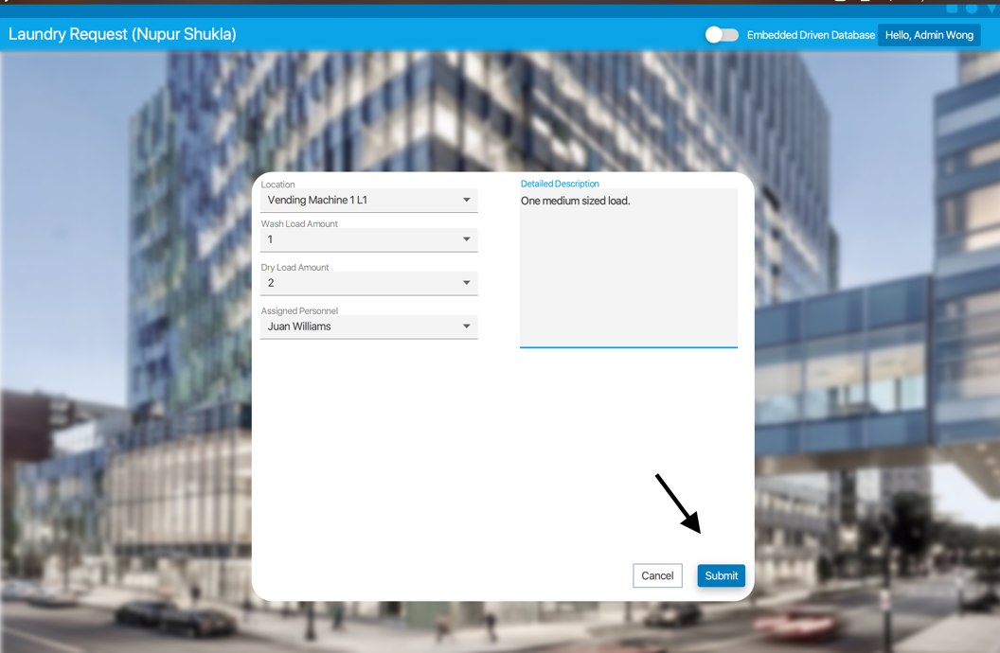 Laundry Request (Nupur Shukla)
Embedded Driven Database
Hello, Admin Wong
Location
Vending Machine 1 L1
Wash Load Amount
1
Dry Load Amount
2
Assigned Personnel
Juan Williams
Detailed Description
One medium sized load.
Cancel
Submit